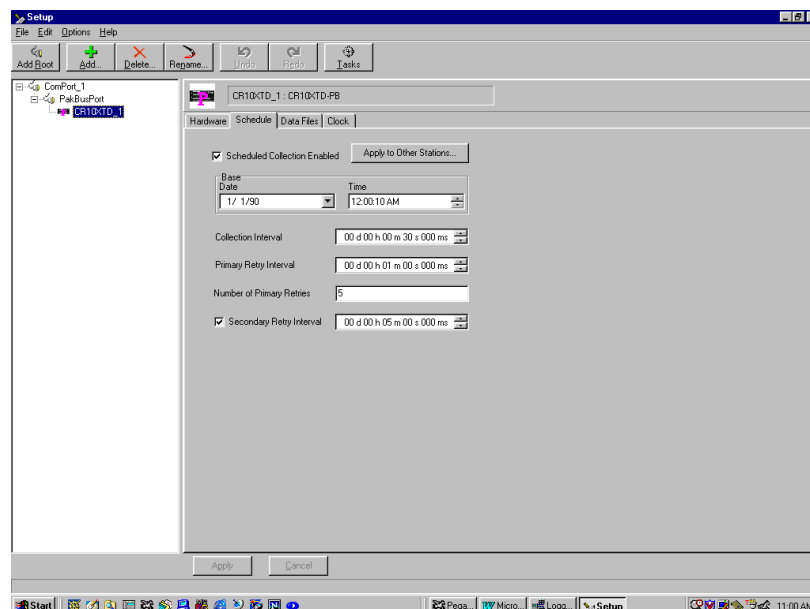 Setup
File Edit Options Help
Add Root Add... Delete... Rename... Undo Redo Tasks
ComPort_1
PakBusPort
CR10XTD_1
CR10XTD_1 : CR10XTD-PB
Hardware Schedule Data Files Clock
Scheduled Collection Enabled Apply to Other Stations...
Base
Date Time
1/ 1/90 12:00:10 AM
Collection Interval 00 d 00 h 00 m 30 s 000 ms
Primary Retry Interval 00 d 00 h 01 m 00 s 000 ms
Number of Primary Retries 5
Secondary Retry Interval 00 d 00 h 05 m 00 s 000 ms
Apply Cancel
Start Pega... Micro... Logg... Setup 11:00 AM